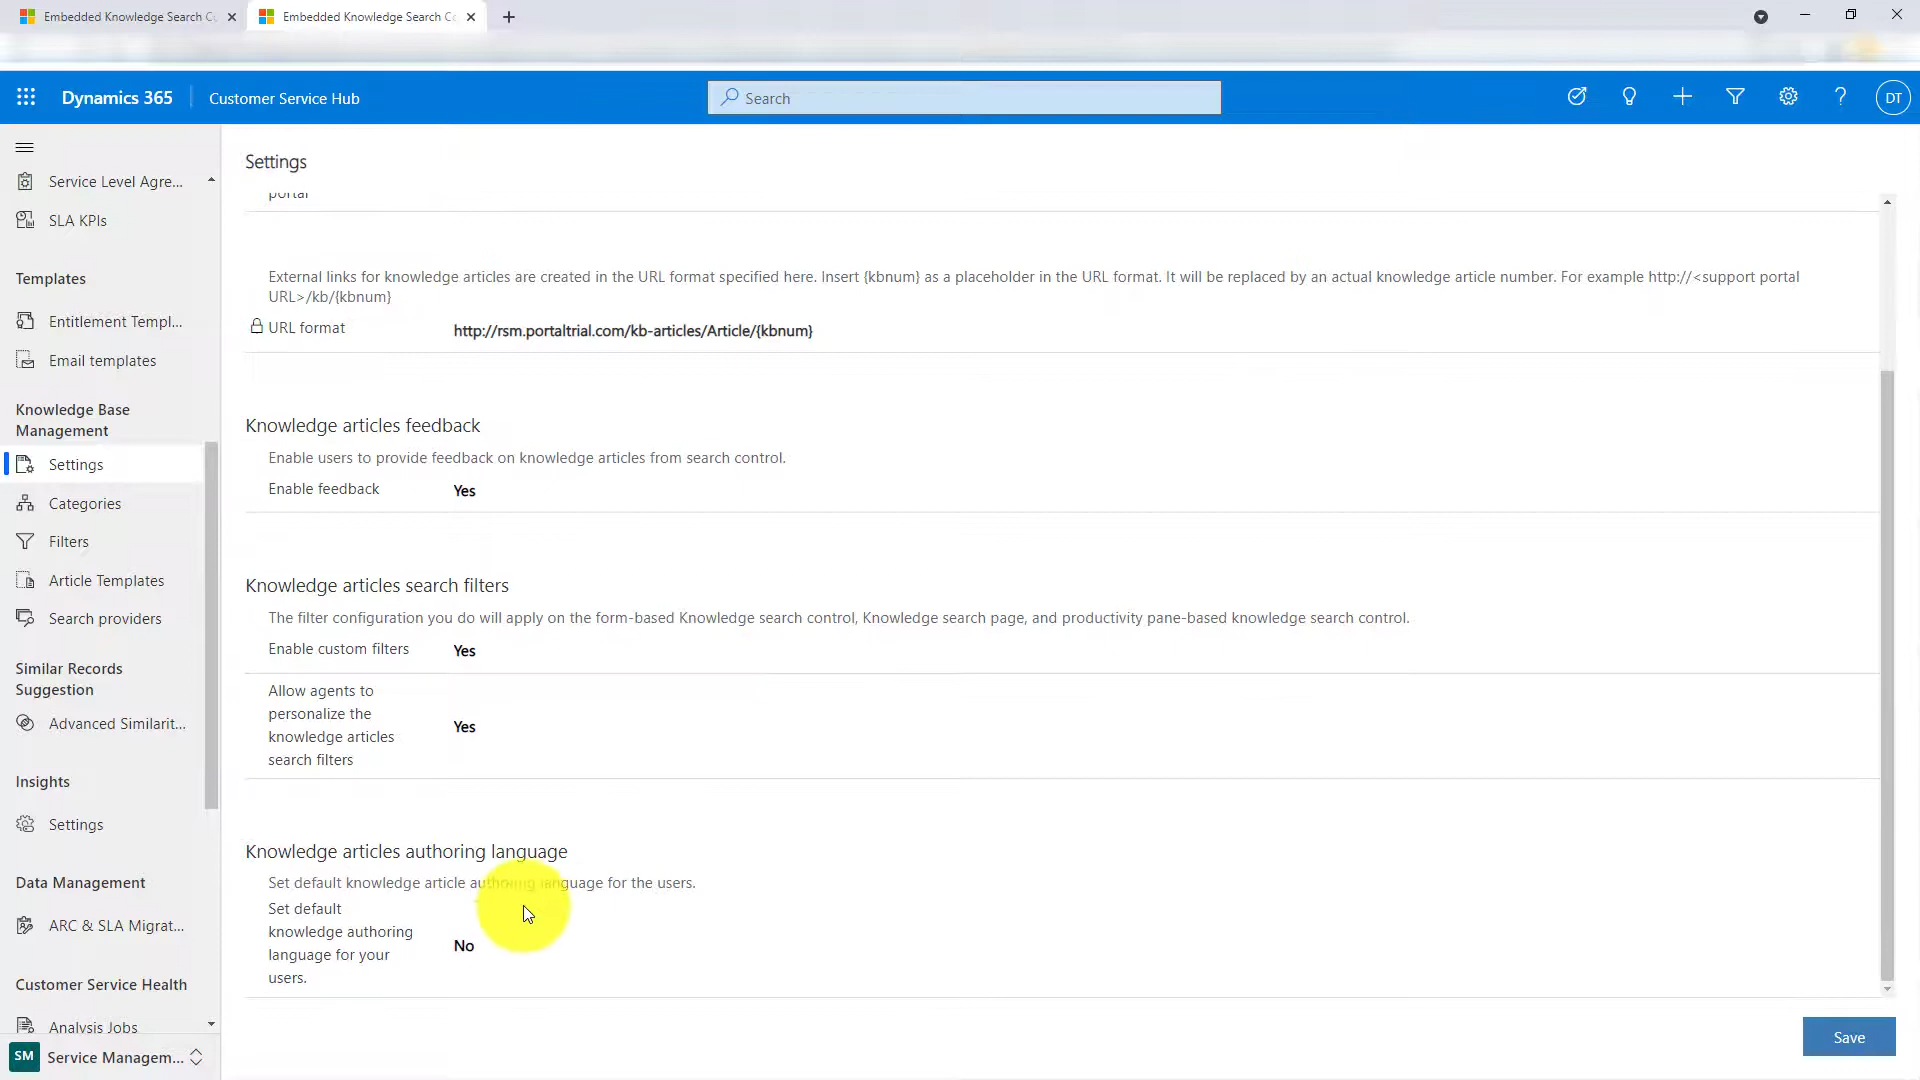 Embedded Knowledge Search C
Embedded Knowledge Search Co
Dynamics 365
Customer Service Hub
Search
DT
Service Level Agre...
SLA KPIs
Templates
Entitlement Templ...
Email templates
Knowledge Base
Management
Settings
Categories
Filters
Article Templates
Search providers
Similar Records
Suggestion
Advanced Similarit...
Insights
Settings
Data Management
ARC & SLA Migrat...
Customer Service Health
Analysis Jobs
SM
Service Managem...
Settings
portal
External links for knowledge articles are created in the URL format specified here. Insert {kbnum} as a placeholder in the URL format. It will be replaced by an actual knowledge article number. For example http://<support portal
URL>/kb/{kbnum}
URL format
http://rsm.portaltrial.com/kb-articles/Article/{kbnum}
Knowledge articles feedback
Enable users to provide feedback on knowledge articles from search control.
Enable feedback
Yes
Knowledge articles search filters
The filter configuration you do will apply on the form-based Knowledge search control, Knowledge search page, and productivity pane-based knowledge search control.
Enable custom filters
Yes
Allow agents to
personalize the
knowledge articles
search filters
Yes
Knowledge articles authoring language
Set default knowledge article authoring language for the users.
Set default
knowledge authoring
language for your
users.
No
Save